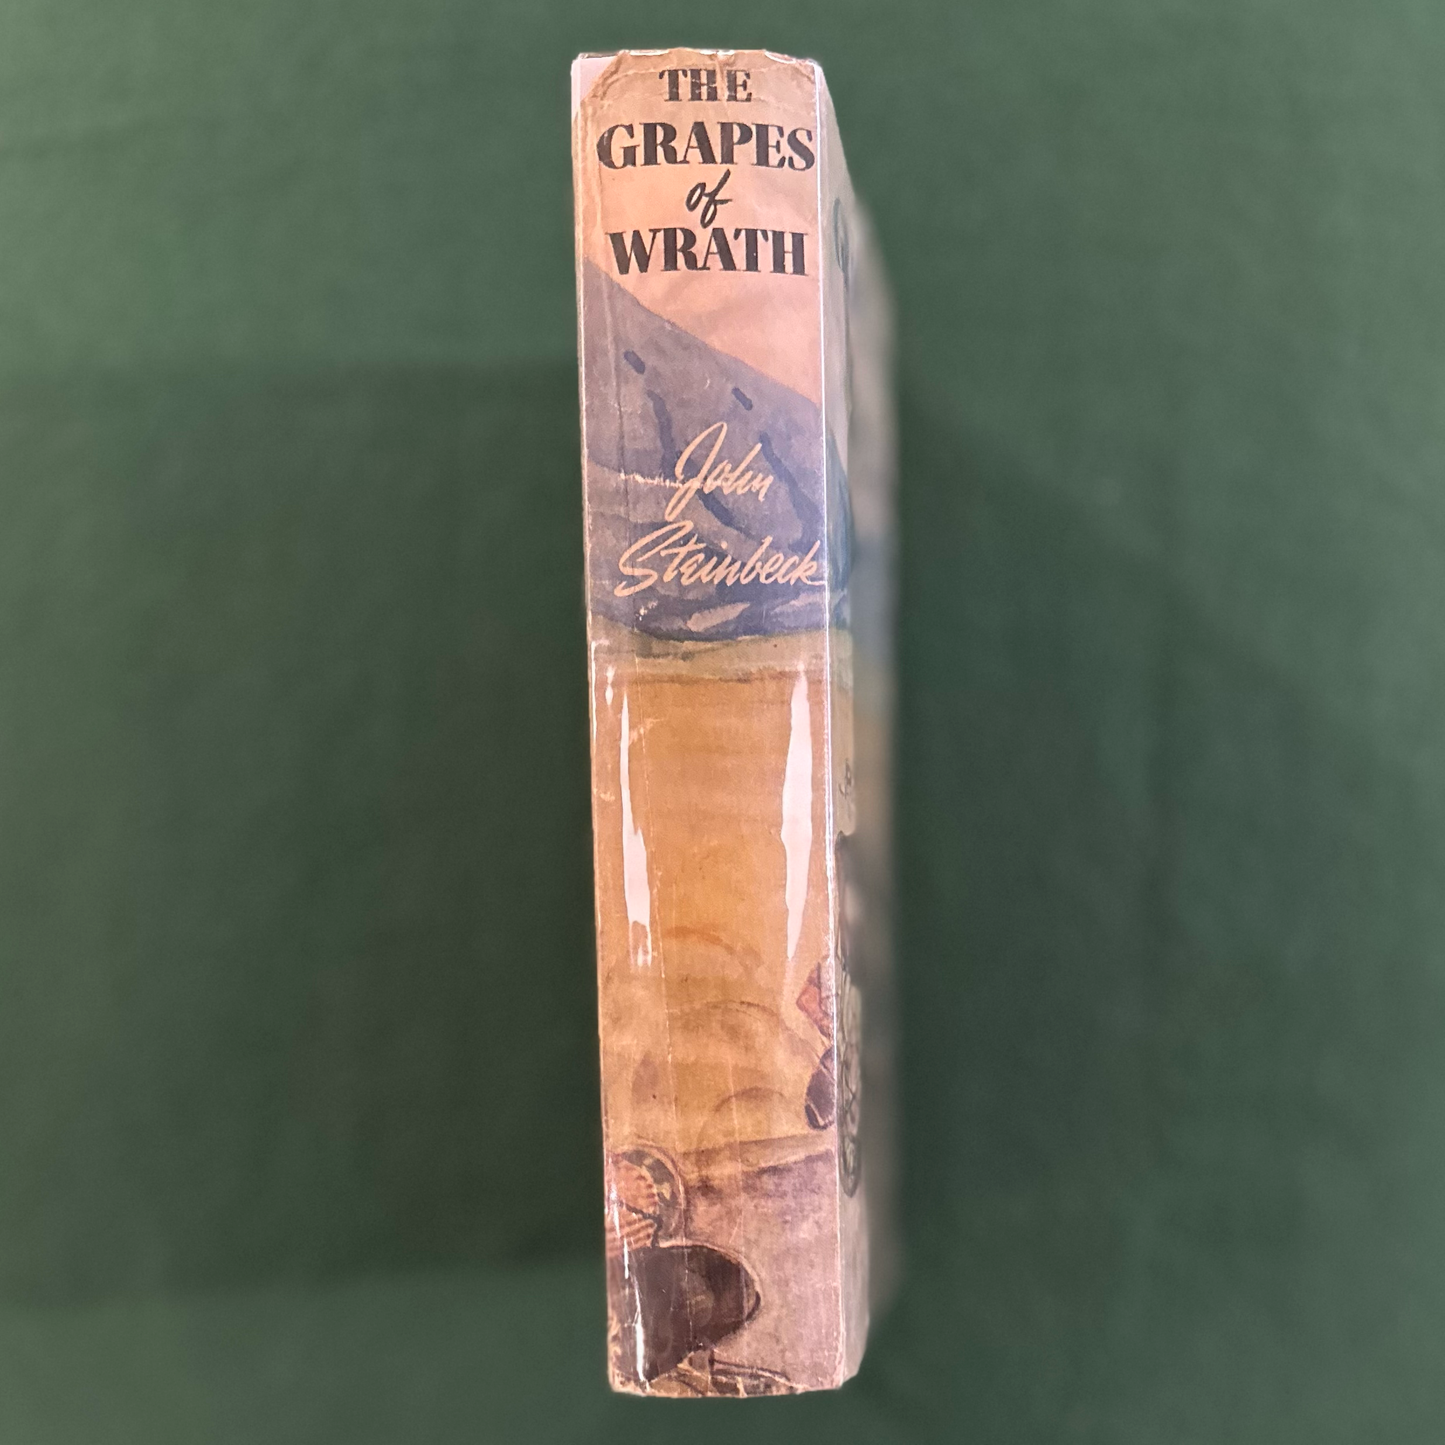 THE
GRAPES
of
WRATH
John
Steinbeck